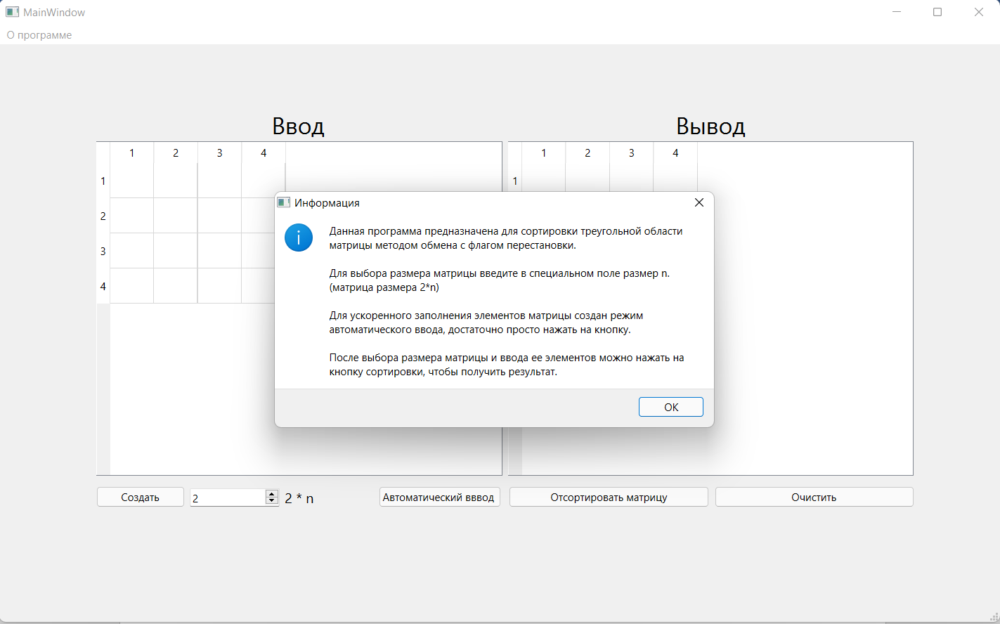 MainWindow
О программе
Ввод
Вывод
1 2 3 4
1
2
3
4
1 2 3 4
1
Информация
Данная программа предназначена для сортировки треугольной области
матрицы методом обмена с флагом перестановки.
Для выбора размера матрицы введите в специальном поле размер n.
(матрица размера 2*n)
Для ускоренного заполнения элементов матрицы создан режим
автоматического ввода, достаточно просто нажать на кнопку.
После выбора размера матрицы и ввода ее элементов можно нажать на
кнопку сортировки, чтобы получить результат.
OK
Создать
2
2 * n
Автоматический вввод
Отсортировать матрицу
Очистить